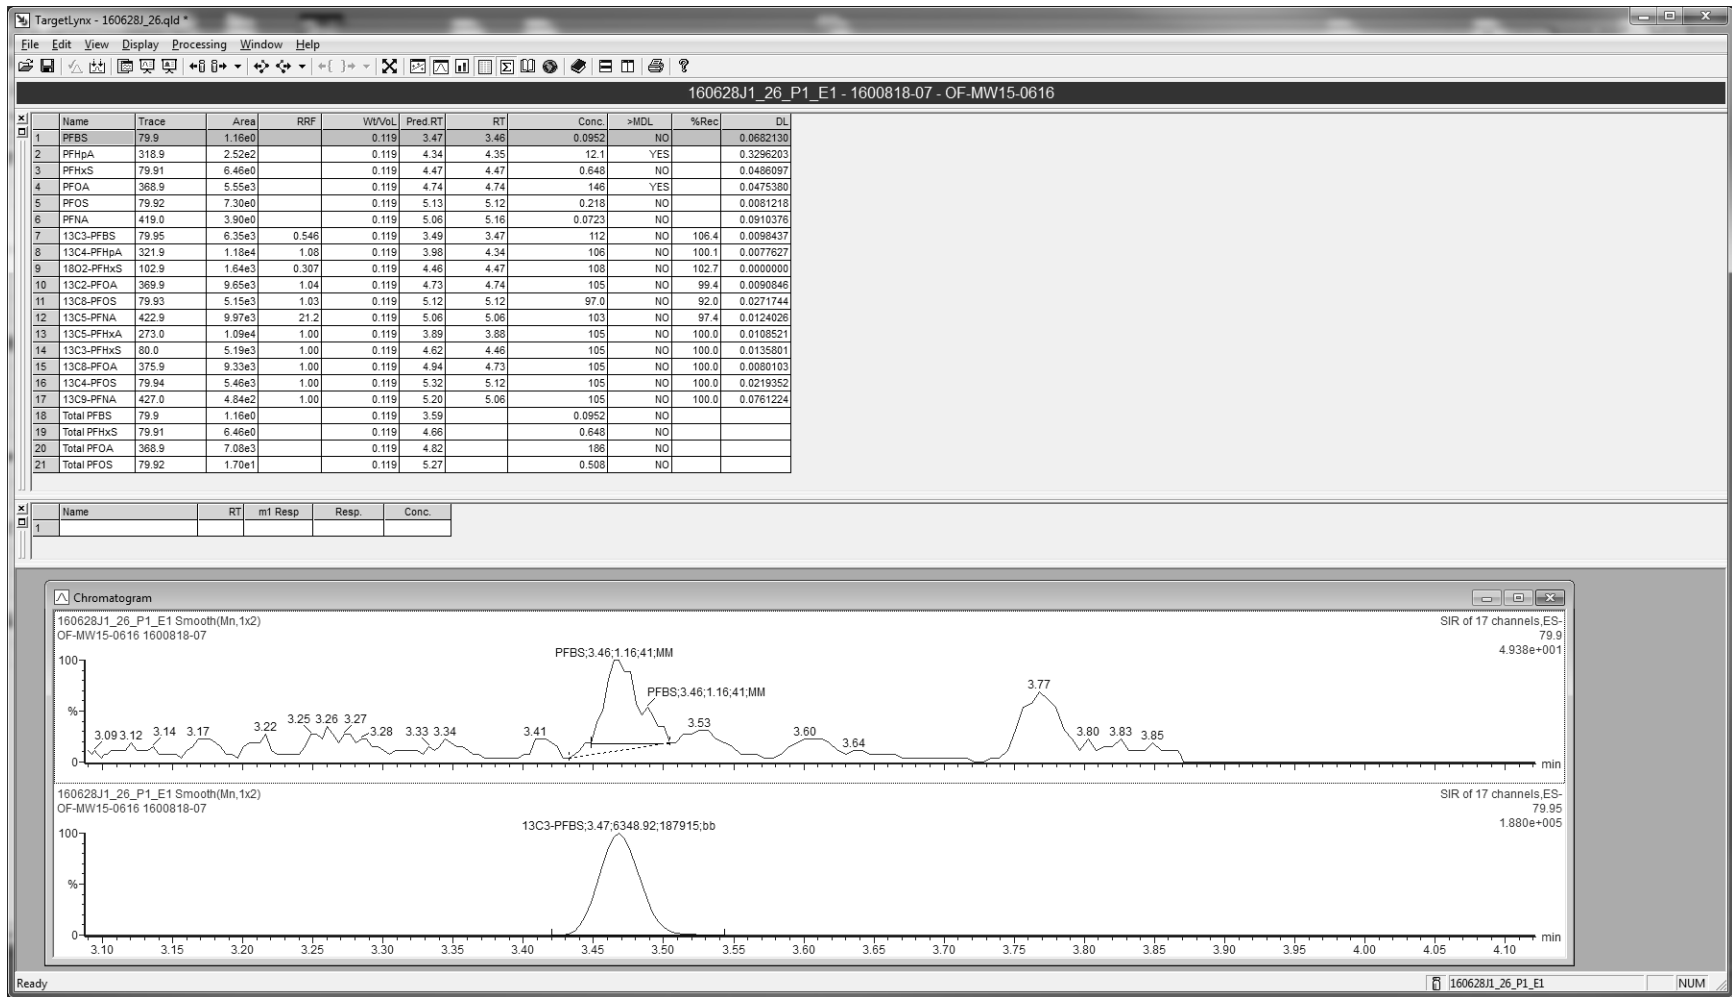 TargetLynx - 160628J_26.qld *
File Edit View Display Processing Window Help
160628J1_26_P1_E1 - 1600818-07 - OF-MW15-0616
Name Trace Area RRF Wt/Vol. Pred.RT RT Conc. >MDL %Rec DL
1 PFBS 79.9 1.16e0 0.119 3.47 3.46 0.0952 NO 0.0682130
2 PFHpA 318.9 2.52e2 0.119 4.34 4.35 12.1 YES 0.3296203
3 PFHxS 79.91 6.46e0 0.119 4.47 4.47 0.648 NO 0.0486097
4 PFOA 368.9 5.55e3 0.119 4.74 4.74 146 YES 0.0475380
5 PFOS 79.92 7.30e0 0.119 5.13 5.12 0.218 NO 0.0081218
6 PFNA 419.0 3.90e0 0.119 5.06 5.16 0.0723 NO 0.0910376
7 13C3-PFBS 79.95 6.35e3 0.546 0.119 3.49 3.47 112 NO 106.4 0.0098437
8 13C4-PFHpA 321.9 1.18e4 1.08 0.119 3.98 4.34 106 NO 100.1 0.0077627
9 18O2-PFHxS 102.9 1.64e3 0.307 0.119 4.46 4.47 108 NO 102.7 0.0000000
10 13C2-PFOA 369.9 9.65e3 1.04 0.119 4.73 4.74 105 NO 99.4 0.0090846
11 13C8-PFOS 79.93 5.15e3 1.03 0.119 5.12 5.12 97.0 NO 92.0 0.0271744
12 13C5-PFNA 422.9 9.97e3 21.2 0.119 5.06 5.06 103 NO 97.4 0.0124026
13 13C5-PFHxA 273.0 1.09e4 1.00 0.119 3.89 3.88 105 NO 100.0 0.0108521
14 13C3-PFHxS 80.0 5.19e3 1.00 0.119 4.62 4.46 105 NO 100.0 0.0135801
15 13C8-PFOA 375.9 9.33e3 1.00 0.119 4.94 4.73 105 NO 100.0 0.0080103
16 13C4-PFOS 79.94 5.46e3 1.00 0.119 5.32 5.12 105 NO 100.0 0.0219352
17 13C9-PFNA 427.0 4.84e2 1.00 0.119 5.20 5.06 105 NO 100.0 0.0761224
18 Total PFBS 79.9 1.16e0 0.119 3.59 0.0952 NO
19 Total PFHxS 79.91 6.46e0 0.119 4.66 0.648 NO
20 Total PFOA 368.9 7.08e3 0.119 4.82 186 NO
21 Total PFOS 79.92 1.70e1 0.119 5.27 0.508 NO
Name RT m1 Resp Resp. Conc.
1
Chromatogram
160628J1_26_P1_E1 Smooth(Mn,1x2) SIR of 17 channels,ES-
OF-MW15-0616 1600818-07 79.9
4.938e+001
PFBS;3.46;1.16;41;MM
100
PFBS;3.46;1.16;41;MM
3.77
%
3.09 3.12 3.14 3.17 3.22 3.25 3.26 3.27 3.28 3.33 3.34 3.41 3.53 3.60 3.64 3.80 3.83 3.85
0 min
160628J1_26_P1_E1 Smooth(Mn,1x2) SIR of 17 channels,ES-
OF-MW15-0616 1600818-07 79.95
1.880e+005
13C3-PFBS;3.47;6348.92;187915;bb
100
%
0 min
3.10 3.15 3.20 3.25 3.30 3.35 3.40 3.45 3.50 3.55 3.60 3.65 3.70 3.75 3.80 3.85 3.90 3.95 4.00 4.05 4.10
Ready 160628J1_26_P1_E1 NUM